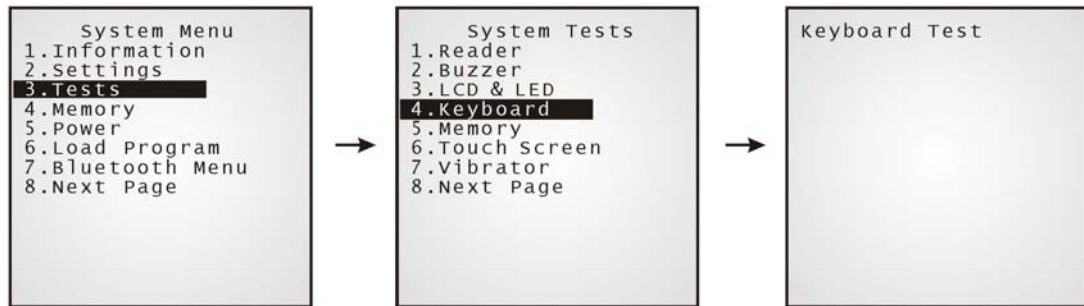 System Menu
1.Information
2.Settings
3.Tests
4.Memory
5.Power
6.Load Program
7.Bluetooth Menu
8.Next Page
System Tests
1.Reader
2.Buzzer
3.LCD & LED
4.Keyboard
5.Memory
6.Touch Screen
7.Vibrator
8.Next Page
Keyboard Test